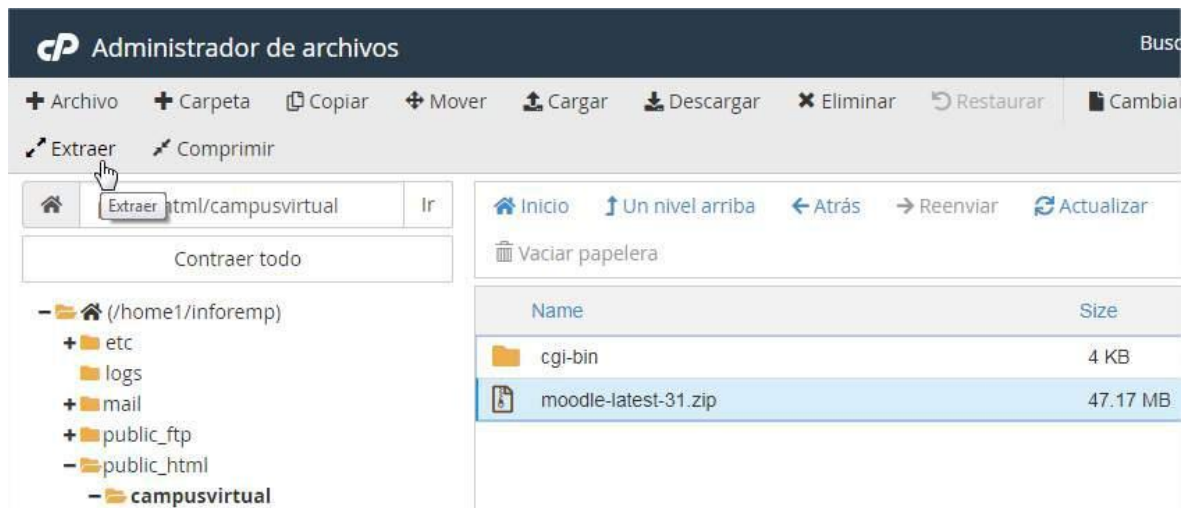 cP Administrador de archivos
Busc
Archivo Carpeta Copiar Mover Cargar Descargar Eliminar Restaurar Cambiar
Extraer Comprimir
Extraer html/campusvirtual Ir
Inicio Un nivel arriba Atrás Reenviar Actualizar
Contraer todo
Vaciar papelera
(/home1/inforemp)
etc
logs
mail
public_ftp
public_html
campusvirtual
Name Size
cgi-bin 4 KB
moodle-latest-31.zip 47.17 MB